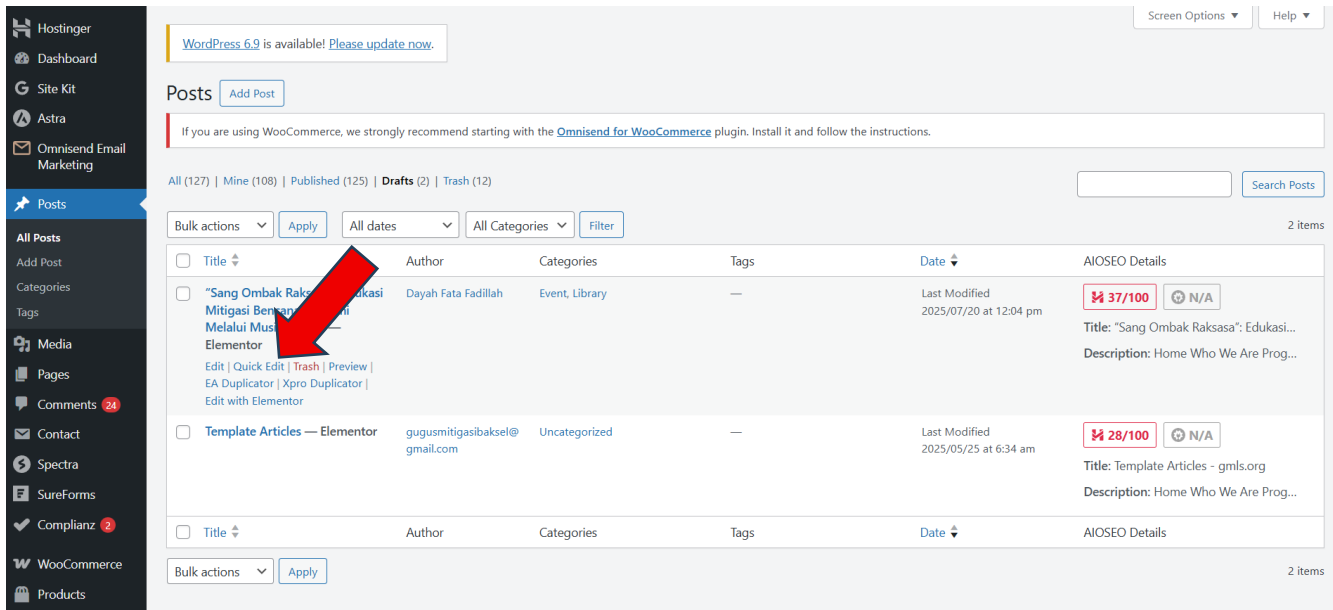 Hostinger
Dashboard
Site Kit
Astra
Omnisend Email
Marketing
Posts
All Posts
Add Post
Categories
Tags
Media
Pages
Comments 24
Contact
Spectra
SureForms
Complianz 2
WooCommerce
Products
Screen Options ▼ Help ▼
WordPress 6.9 is available! Please update now.
Posts Add Post
If you are using WooCommerce, we strongly recommend starting with the Omnisend for WooCommerce plugin. Install it and follow the instructions.
All (127) | Mine (108) | Published (125) | Drafts (2) | Trash (12)
Search Posts
Bulk actions Apply All dates All Categories Filter 2 items
Title Author Categories Tags Date AIOSEO Details
“Sang Ombak
Mitigasi
Melalui —
Elementor
Edit | Quick Edit | Trash | Preview |
EA Duplicator | Xpro Duplicator |
Edit with Elementor
Dayah Fata Fadillah
Event, Library
—
Last Modified
2025/07/20 at 12:04 pm
37/100 N/A
Title: “Sang Ombak Raksasa”: Edukasi...
Description: Home Who We Are Prog...
Template Articles — Elementor
gugusmitigasibaksel@
gmail.com
Uncategorized
—
Last Modified
2025/05/25 at 6:34 am
28/100 N/A
Title: Template Articles - gmls.org
Description: Home Who We Are Prog...
Title Author Categories Tags Date AIOSEO Details
Bulk actions Apply 2 items